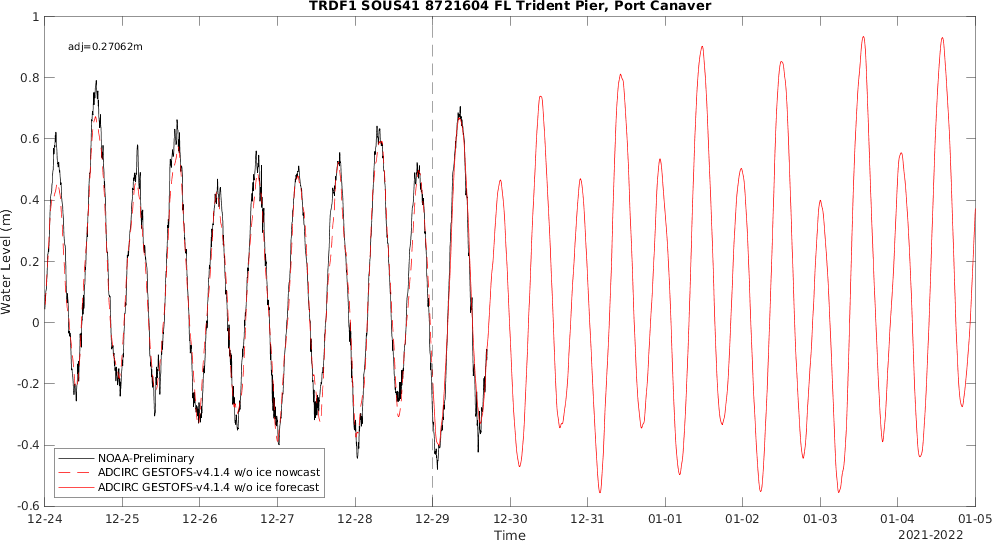 TRDF1 SOUS41 8721604 FL Trident Pier, Port Canaver
adj=0.27062m
Water Level (m)
1
0.8
0.6
0.4
0.2
0
-0.2
-0.4
-0.6
NOAA-Preliminary
ADCIRC GESTOFS-v4.1.4 w/o ice nowcast
ADCIRC GESTOFS-v4.1.4 w/o ice forecast
12-24 12-25 12-26 12-27 12-28 12-29 12-30 12-31 01-01 01-02 01-03 01-04 01-05
Time
2021-2022